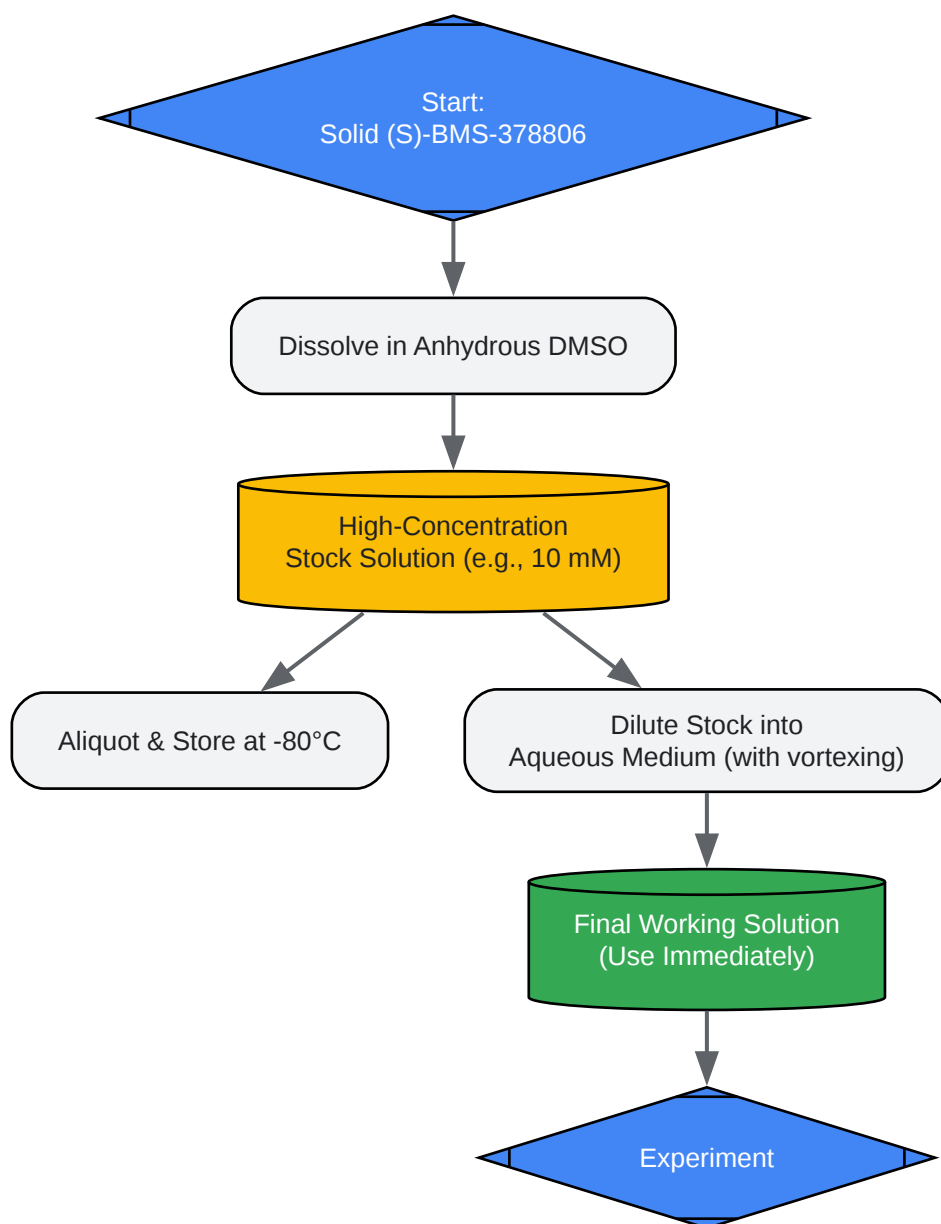 Start:
Solid (S)-BMS-378806
Dissolve in Anhydrous DMSO
High-Concentration
Stock Solution (e.g., 10 mM)
Aliquot & Store at -80°C
Dilute Stock into
Aqueous Medium (with vortexing)
Final Working Solution
(Use Immediately)
Experiment